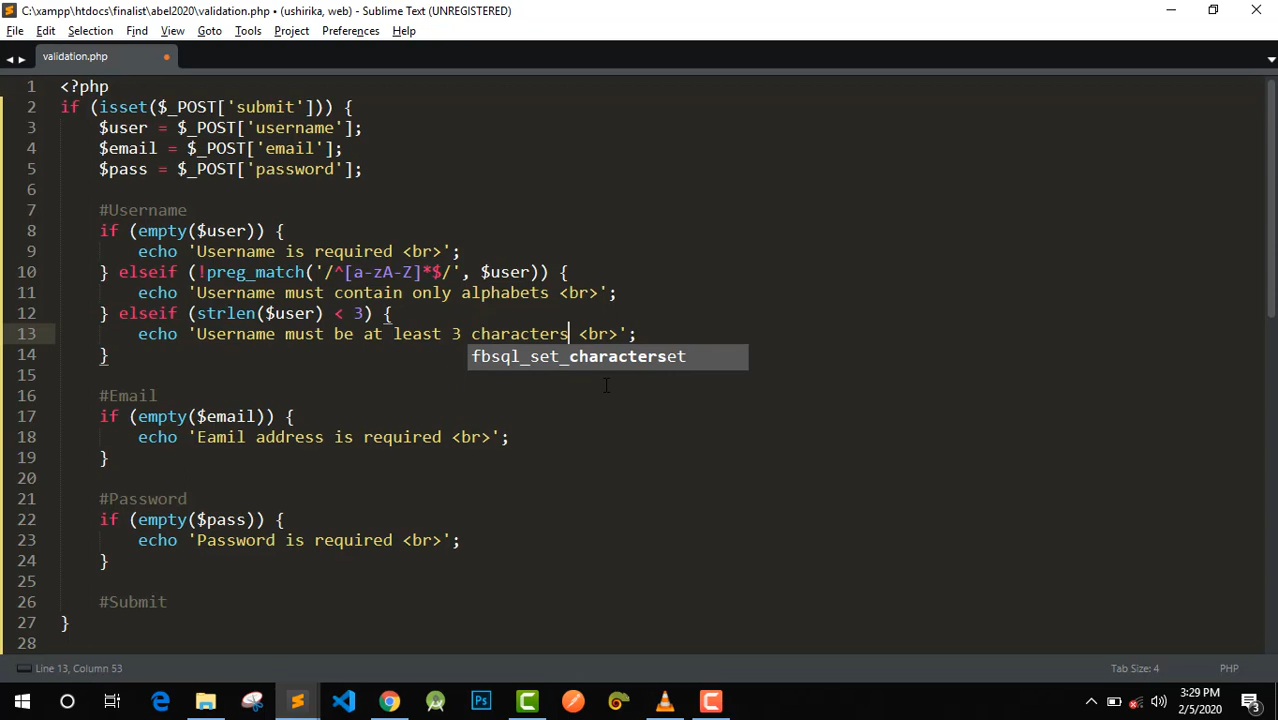 C:\xampp\htdocs\finalist\abel2020\validation.php • (ushirika, web) - Sublime Text (UNREGISTERED)
File Edit Selection Find View Goto Tools Project Preferences Help
validation.php
1 <?php
2 if (isset($_POST['submit'])) {
3 $user = $_POST['username'];
4 $email = $_POST['email'];
5 $pass = $_POST['password'];
6
7 #Username
8 if (empty($user)) {
9 echo 'Username is required <br>';
10 } elseif (!preg_match('/^[a-zA-Z]*$/', $user)) {
11 echo 'Username must contain only alphabets <br>';
12 } elseif (strlen($user) < 3) {
13 echo 'Username must be at least 3 characters <br>';
fbsql_set_characterset
14 }
15
16 #Email
17 if (empty($email)) {
18 echo 'Eamil address is required <br>';
19 }
20
21 #Password
22 if (empty($pass)) {
23 echo 'Password is required <br>';
24 }
25
26 #Submit
27 }
28
Line 13, Column 53 Tab Size: 4 PHP
Ps
3:29 PM
2/5/2020
3